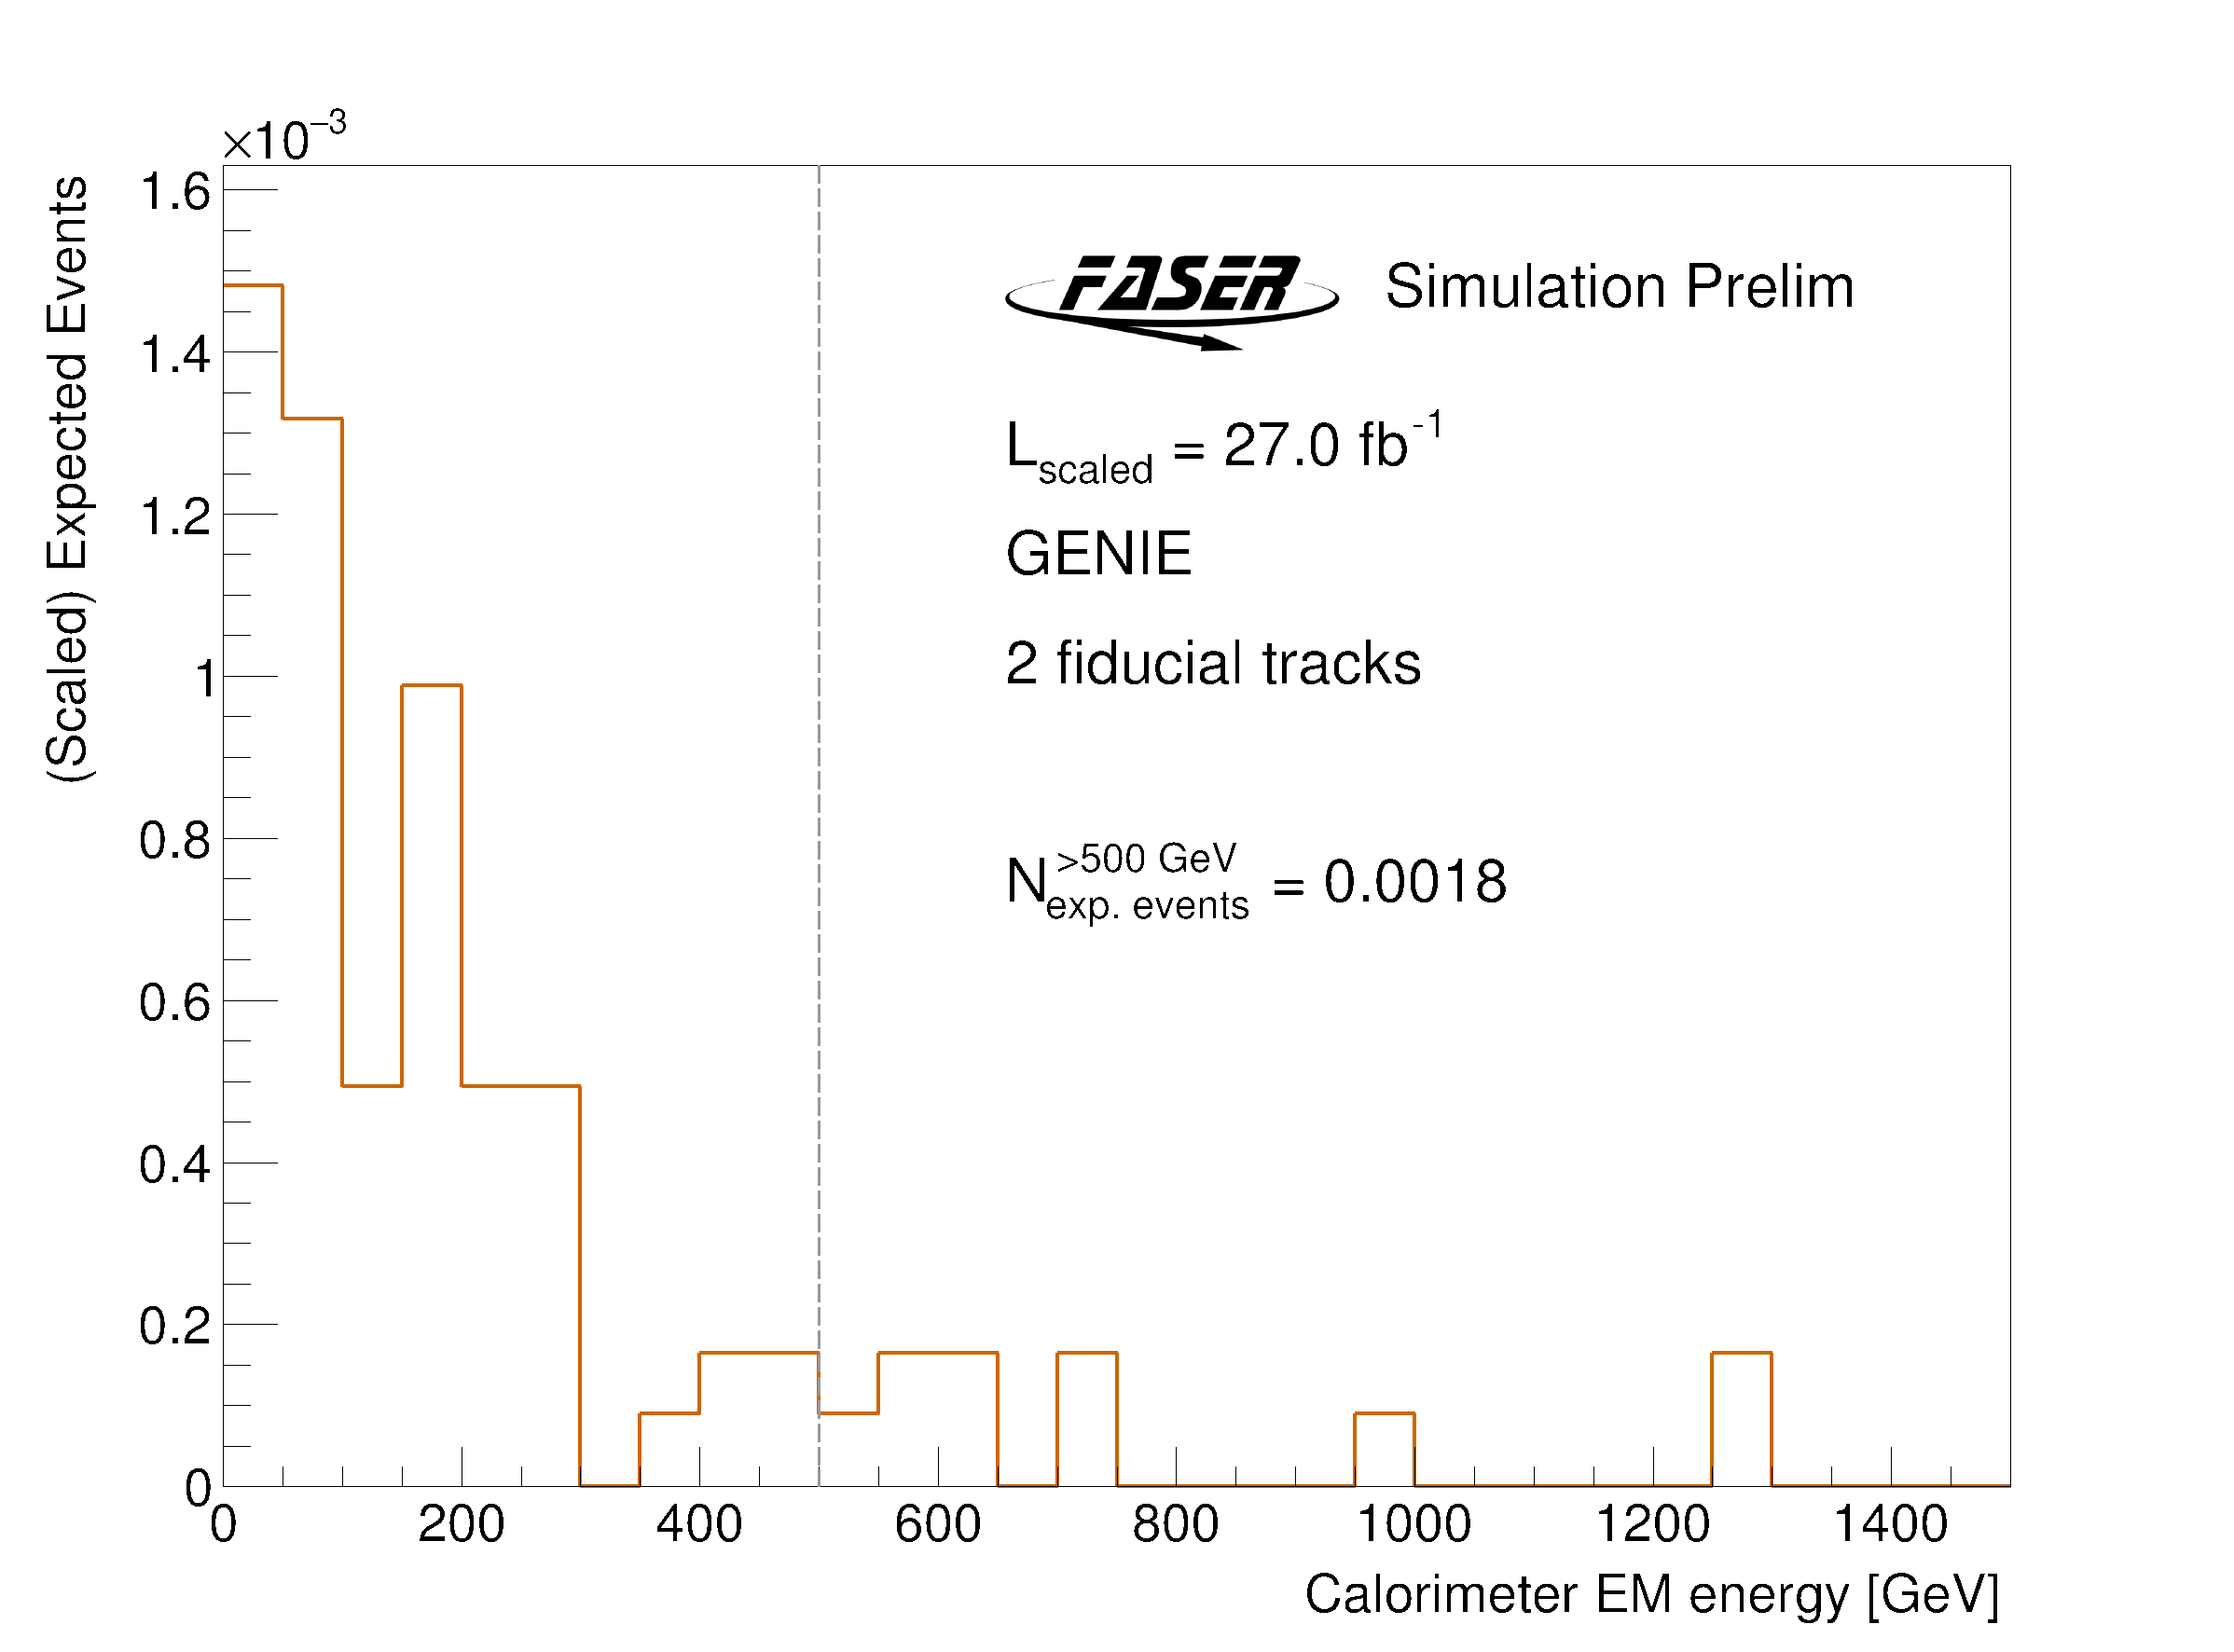 ×10⁻³
(Scaled) Expected Events
1.6
1.4
1.2
1
0.8
0.6
0.4
0.2
0
FASER Simulation Prelim
L_scaled = 27.0 fb⁻¹
GENIE
2 fiducial tracks
N^{>500 GeV}_{exp. events} = 0.0018
0 200 400 600 800 1000 1200 1400
Calorimeter EM energy [GeV]